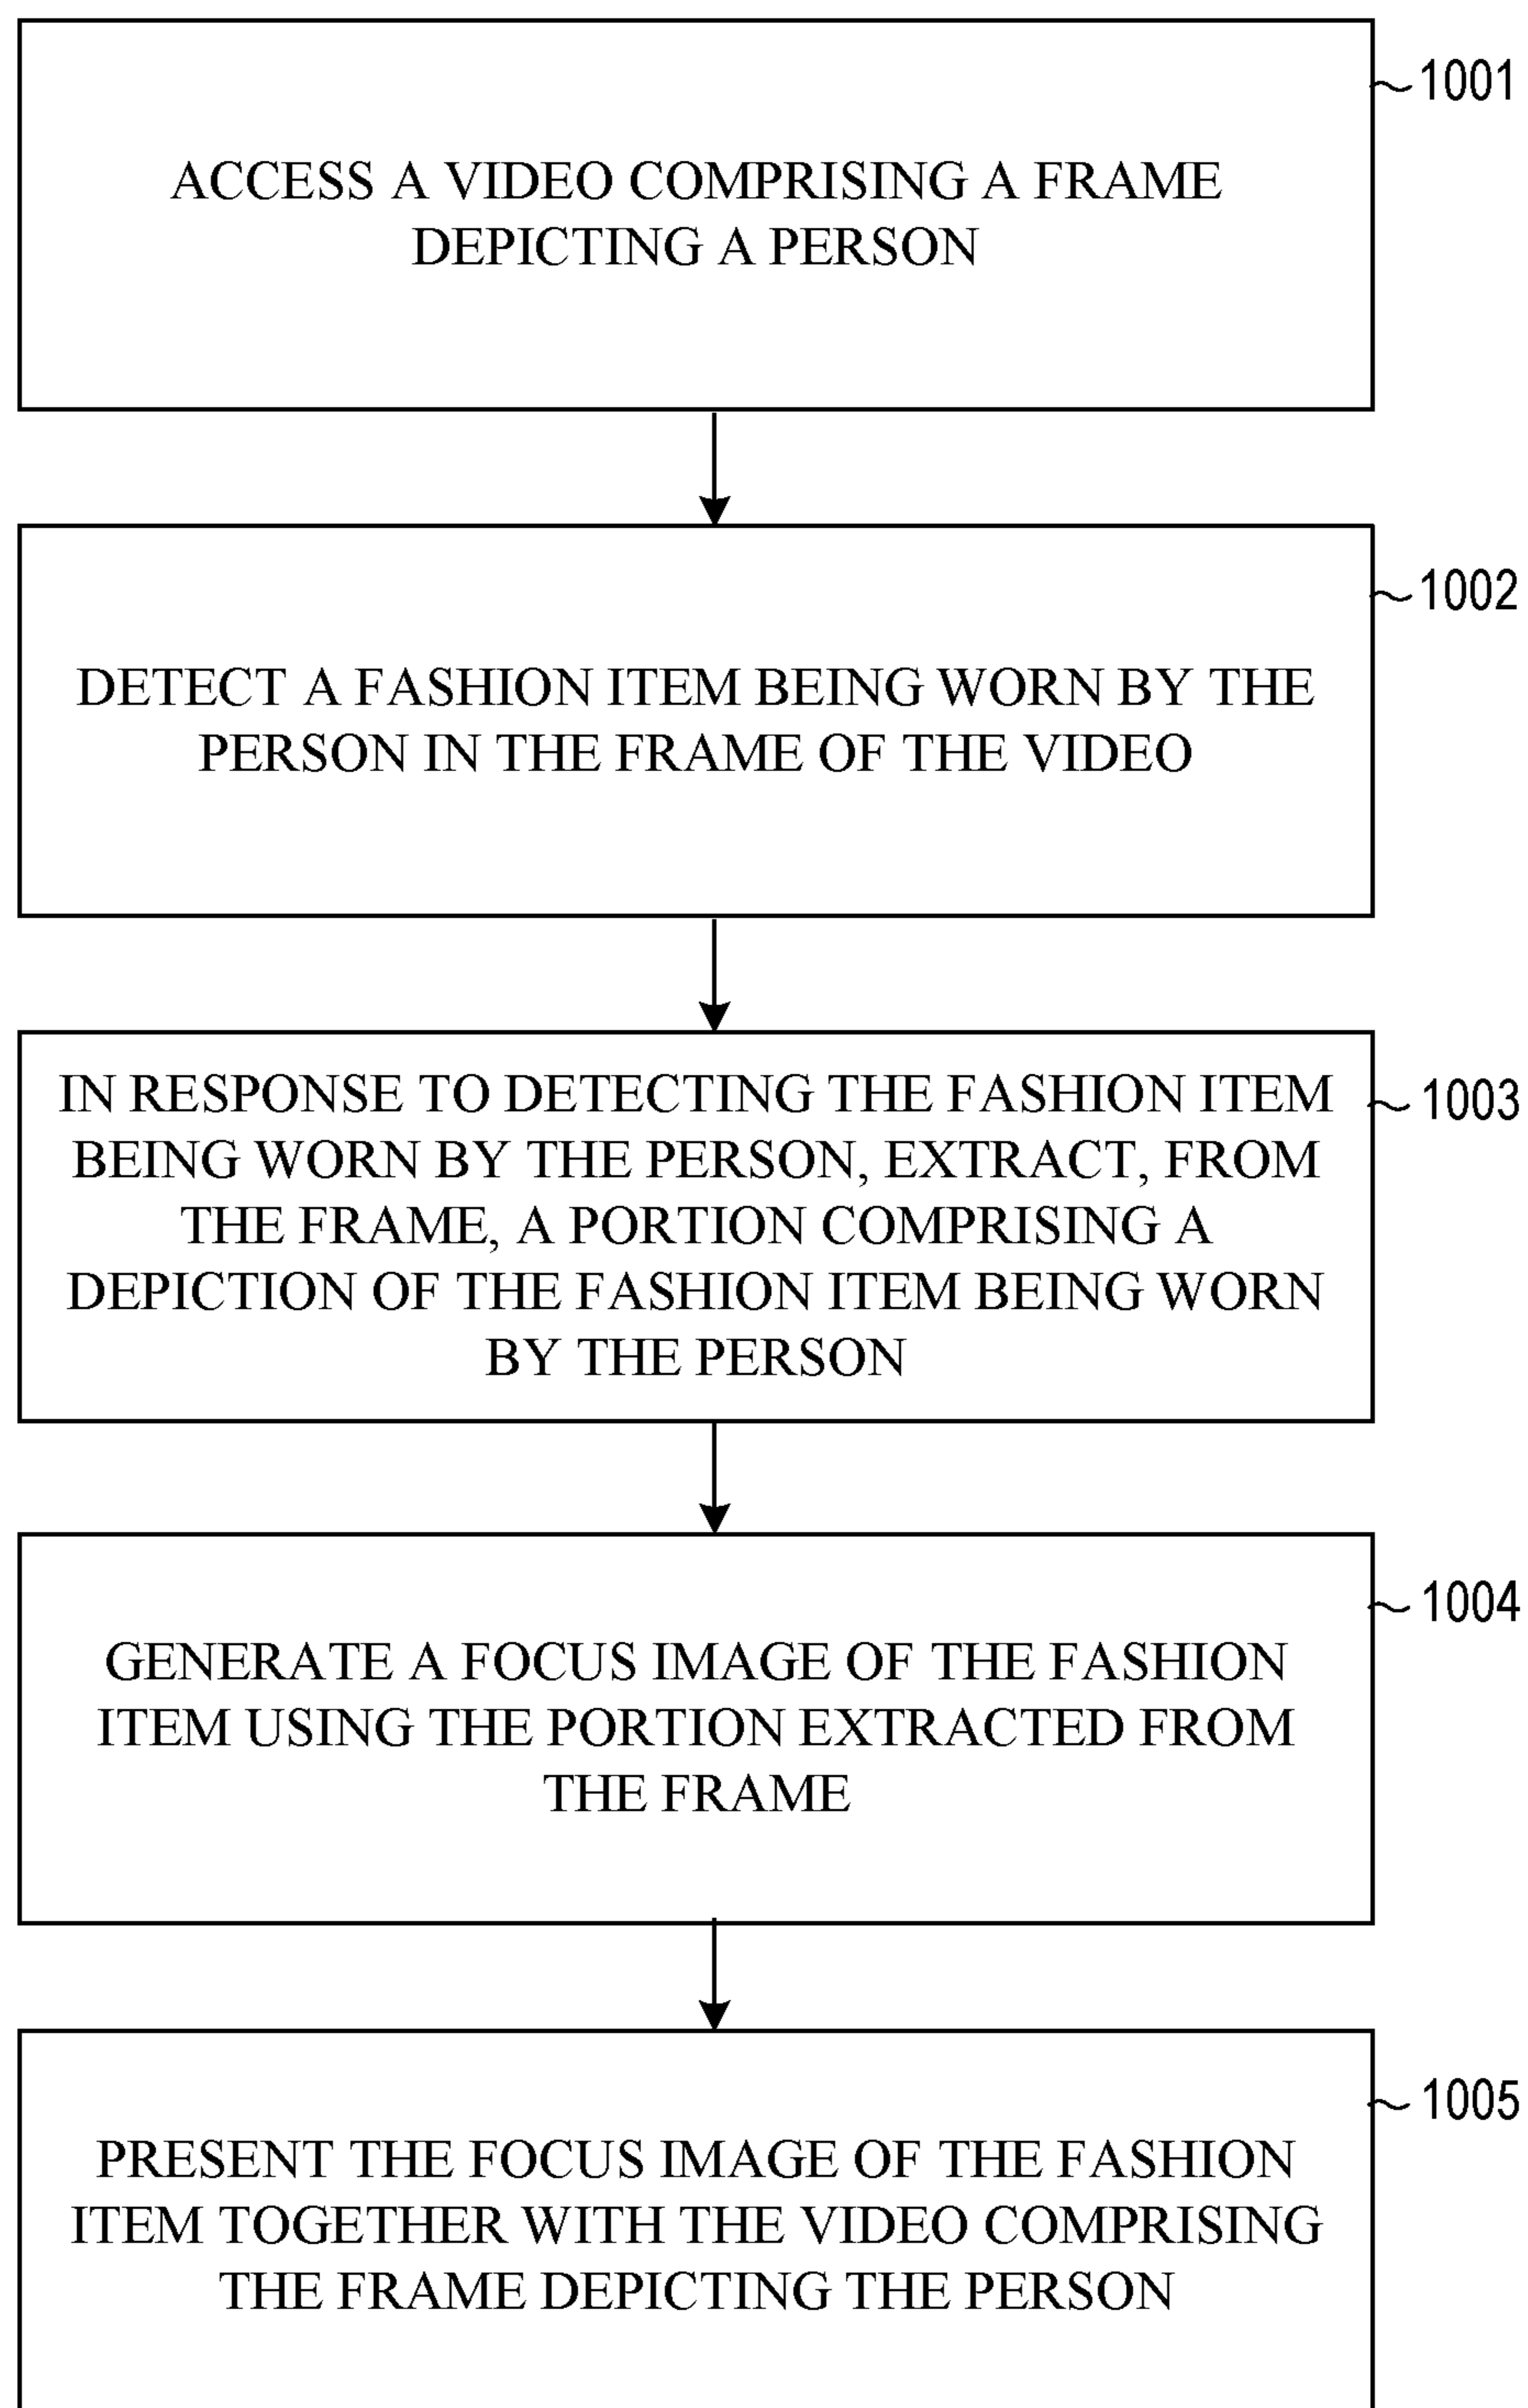 1001
ACCESS A VIDEO COMPRISING A FRAME
DEPICTING A PERSON
1002
DETECT A FASHION ITEM BEING WORN BY THE
PERSON IN THE FRAME OF THE VIDEO
1003
IN RESPONSE TO DETECTING THE FASHION ITEM
BEING WORN BY THE PERSON, EXTRACT, FROM
THE FRAME, A PORTION COMPRISING A
DEPICTION OF THE FASHION ITEM BEING WORN
BY THE PERSON
1004
GENERATE A FOCUS IMAGE OF THE FASHION
ITEM USING THE PORTION EXTRACTED FROM
THE FRAME
1005
PRESENT THE FOCUS IMAGE OF THE FASHION
ITEM TOGETHER WITH THE VIDEO COMPRISING
THE FRAME DEPICTING THE PERSON